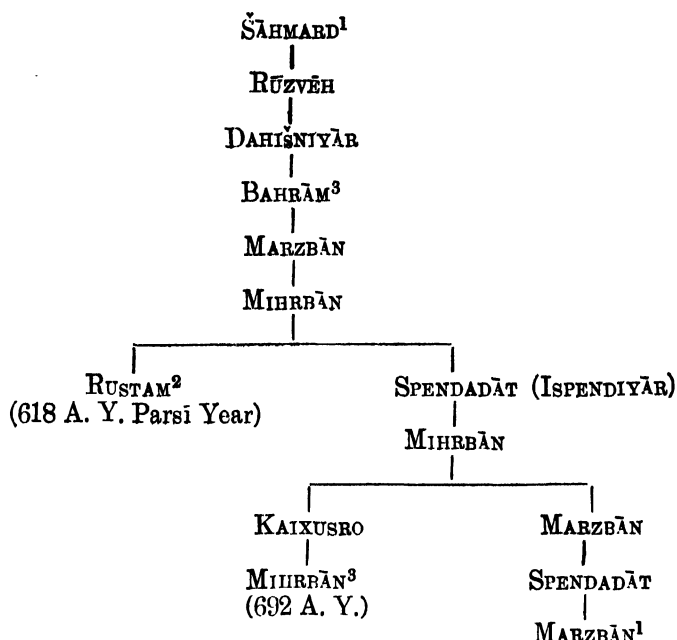 ŠĀHMARD¹
RŪZVĒH
DAHIŠNIYĀR
BAHRĀM³
MARZBĀN
MIHRBĀN
RUSTAM² SPENDADĀT (ISPENDIYĀR)
(618 A. Y. Parsī Year)
MIHRBĀN
KAIXUSRO MARZBĀN
MIHRBĀN³ SPENDADĀT
(692 A. Y.)
MARZBĀN¹